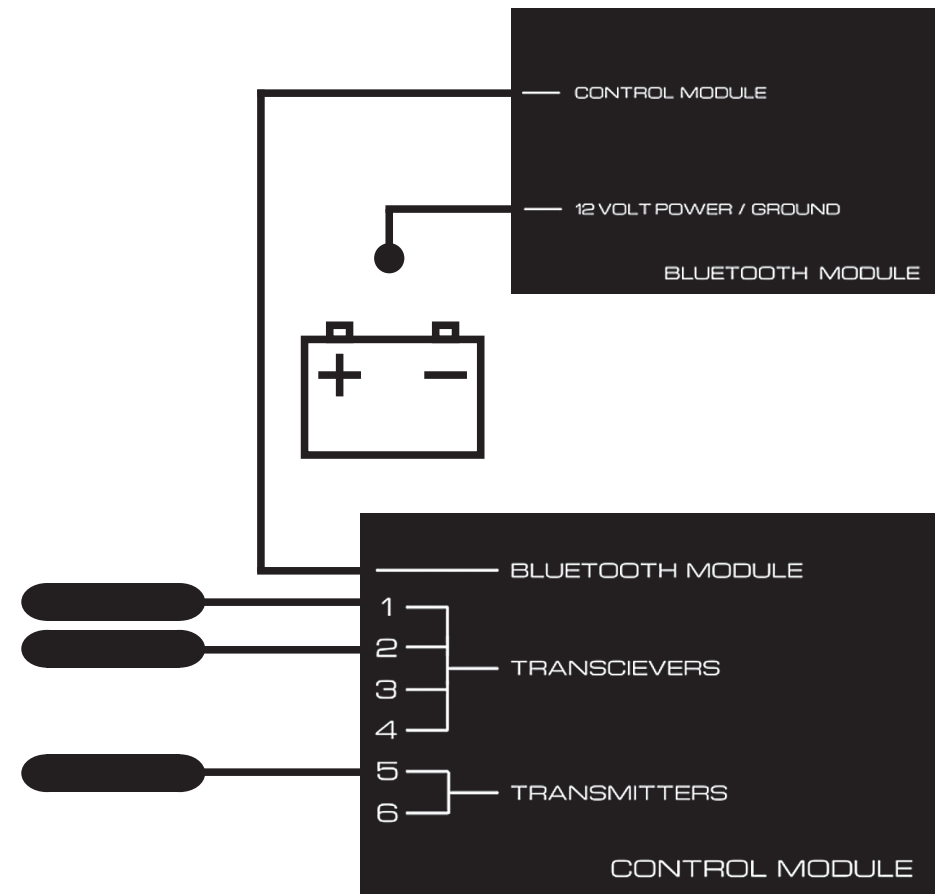 CONTROL MODULE
12 VOLT POWER / GROUND
BLUETOOTH MODULE
+ −
BLUETOOTH MODULE
1
2
TRANSCIEVERS
3
4
5
TRANSMITTERS
6
CONTROL MODULE